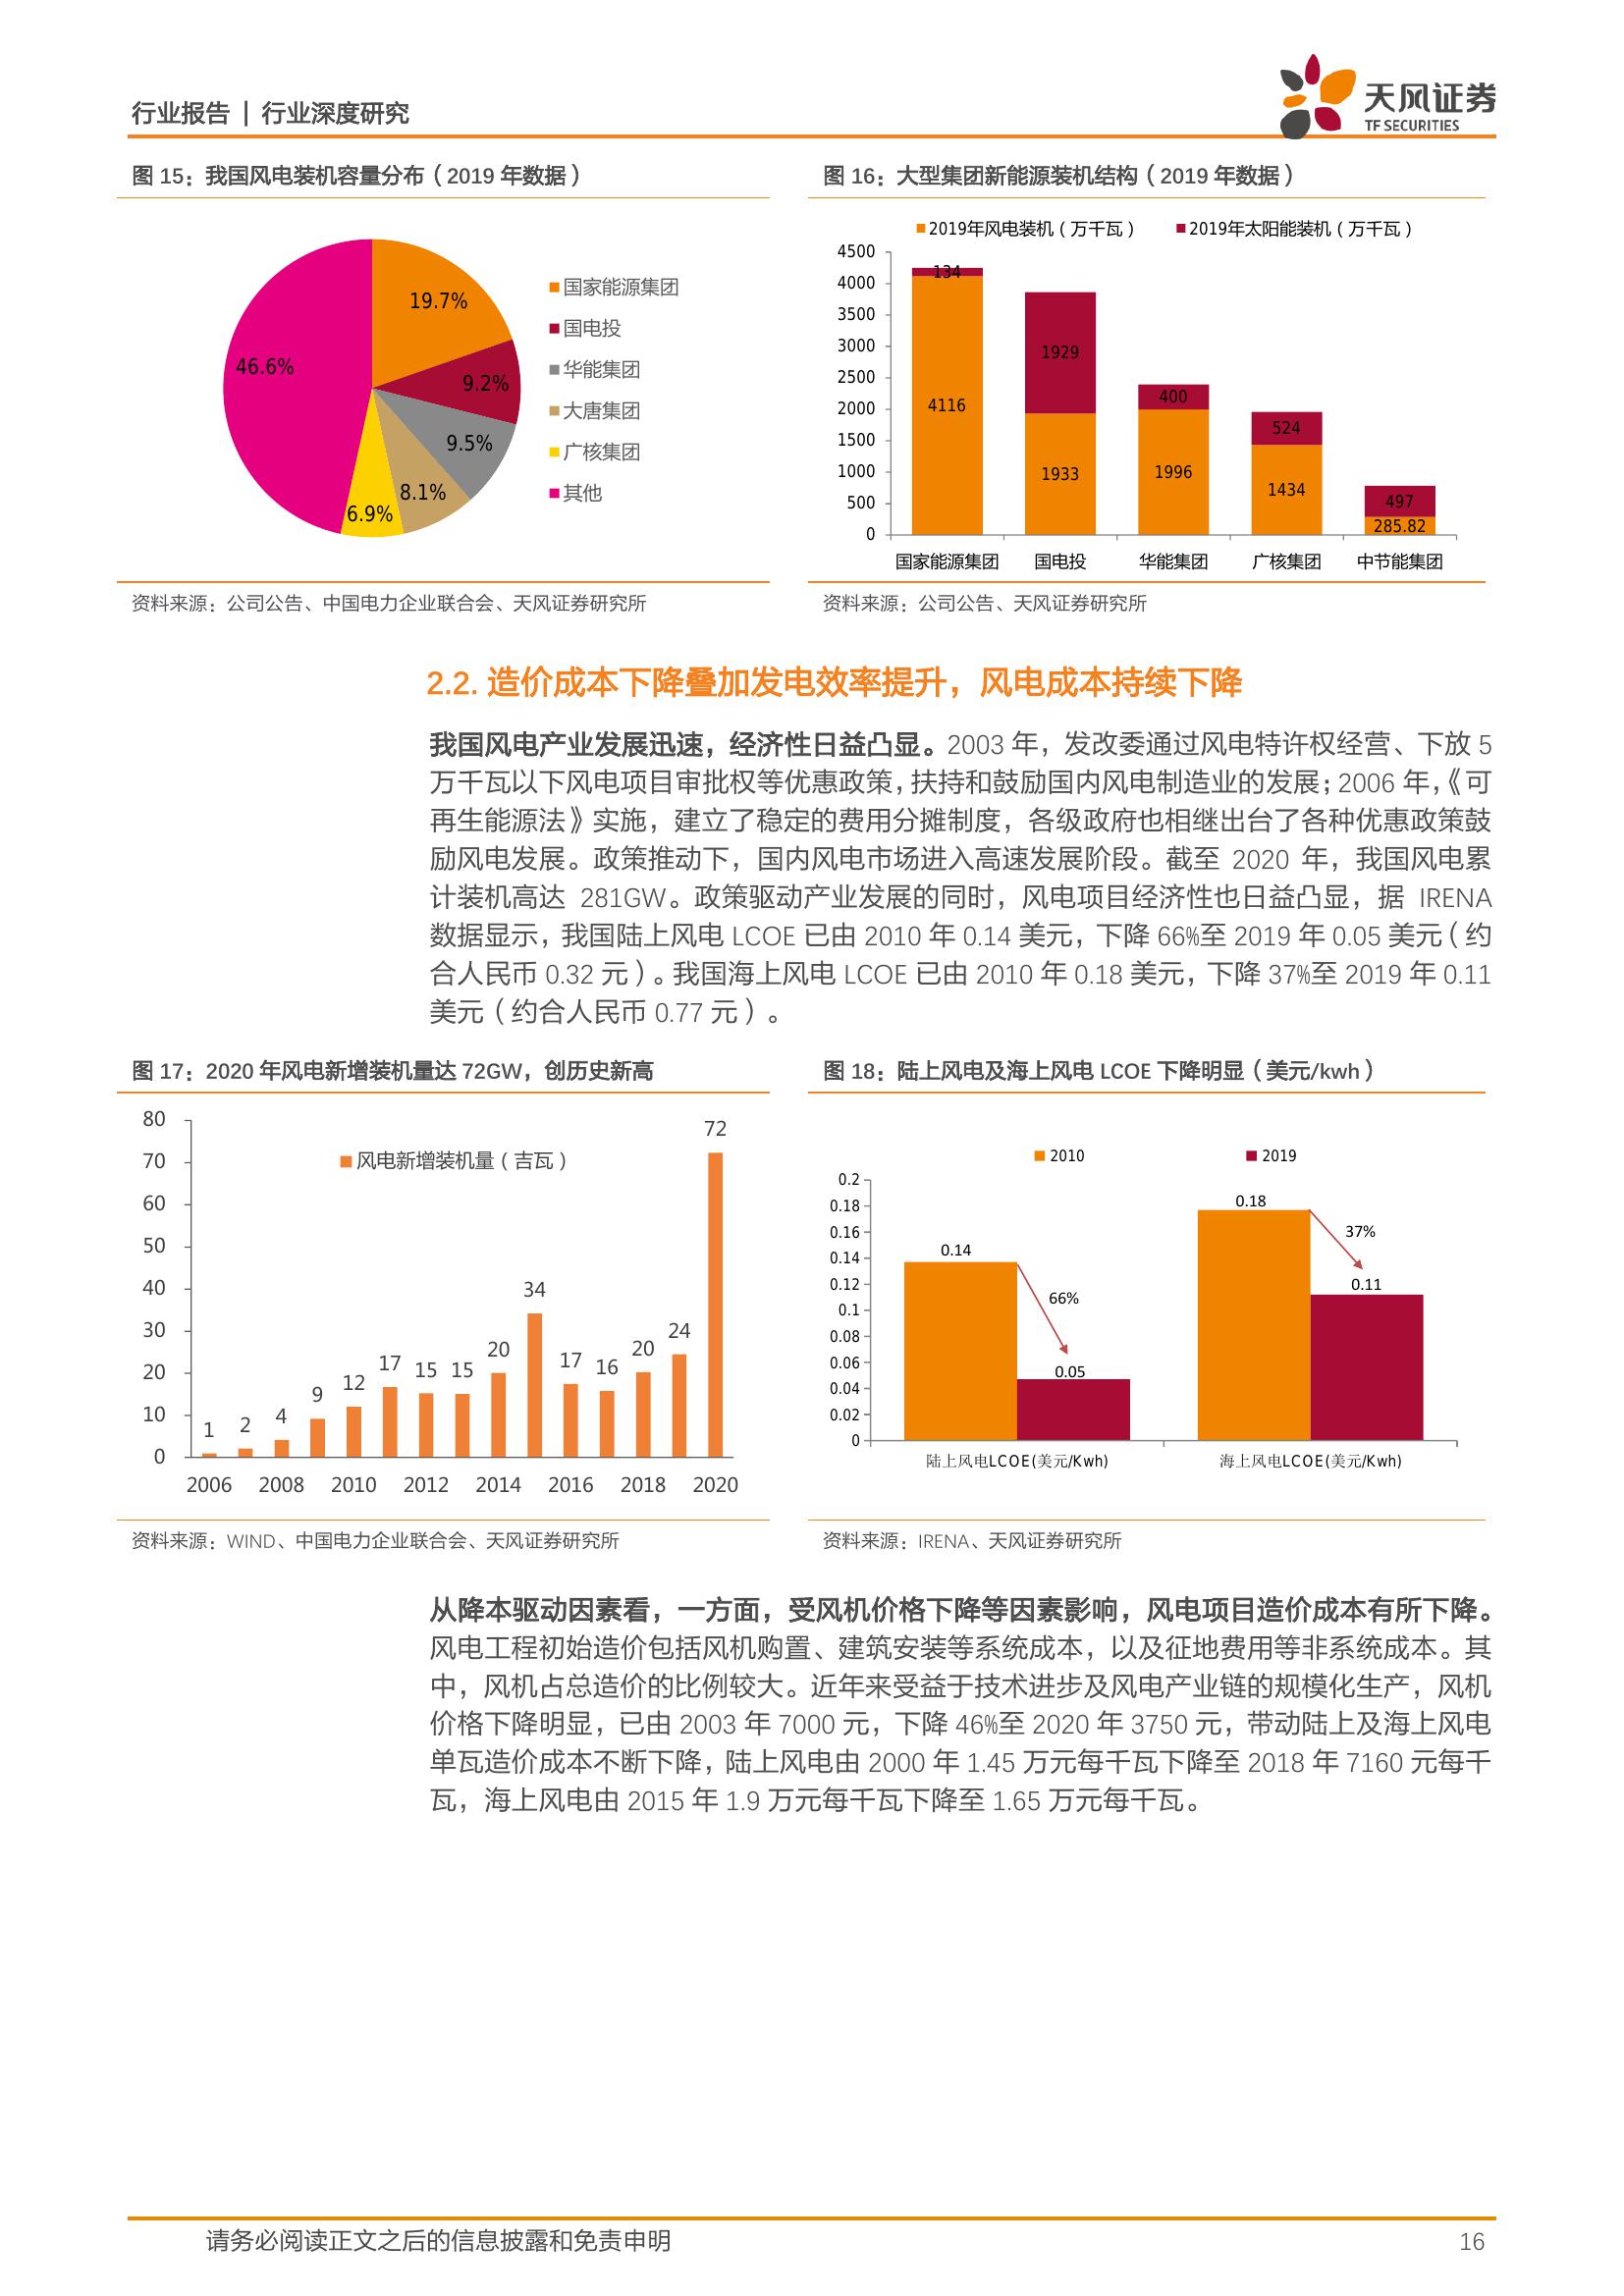 行业报告 | 行业深度研究
天风证券
TF SECURITIES
图 15：我国风电装机容量分布（2019 年数据）
19.7%
9.2%
9.5%
8.1%
6.9%
46.6%
国家能源集团
国电投
华能集团
大唐集团
广核集团
其他
资料来源：公司公告、中国电力企业联合会、天风证券研究所
图 16：大型集团新能源装机结构（2019 年数据）
2019年风电装机（万千瓦）
2019年太阳能装机（万千瓦）
4500
4000
3500
3000
2500
2000
1500
1000
500
0
134
4116
1929
1933
400
1996
524
1434
497
285.82
国家能源集团 国电投 华能集团 广核集团 中节能集团
资料来源：公司公告、天风证券研究所
2.2. 造价成本下降叠加发电效率提升，风电成本持续下降
我国风电产业发展迅速，经济性日益凸显。2003 年，发改委通过风电特许权经营、下放 5
万千瓦以下风电项目审批权等优惠政策，扶持和鼓励国内风电制造业的发展；2006 年，《可
再生能源法》实施，建立了稳定的费用分摊制度，各级政府也相继出台了各种优惠政策鼓
励风电发展。政策推动下，国内风电市场进入高速发展阶段。截至 2020 年，我国风电累
计装机高达 281GW。政策驱动产业发展的同时，风电项目经济性也日益凸显，据 IRENA
数据显示，我国陆上风电 LCOE 已由 2010 年 0.14 美元，下降 66%至 2019 年 0.05 美元（约
合人民币 0.32 元）。我国海上风电 LCOE 已由 2010 年 0.18 美元，下降 37%至 2019 年 0.11
美元（约合人民币 0.77 元）。
图 17：2020 年风电新增装机量达 72GW，创历史新高
风电新增装机量（吉瓦）
80
70
60
50
40
30
20
10
0
1 2 4 9 12 17 15 15 20 34 17 16 20 24 72
2006 2008 2010 2012 2014 2016 2018 2020
资料来源：WIND、中国电力企业联合会、天风证券研究所
图 18：陆上风电及海上风电 LCOE 下降明显（美元/kwh）
2010
2019
0.2
0.18
0.16
0.14
0.12
0.1
0.08
0.06
0.04
0.02
0
0.14
66%
0.05
0.18
37%
0.11
陆上风电LCOE(美元/Kwh) 海上风电LCOE(美元/Kwh)
资料来源：IRENA、天风证券研究所
从降本驱动因素看，一方面，受风机价格下降等因素影响，风电项目造价成本有所下降。
风电工程初始造价包括风机购置、建筑安装等系统成本，以及征地费用等非系统成本。其
中，风机占总造价的比例较大。近年来受益于技术进步及风电产业链的规模化生产，风机
价格下降明显，已由 2003 年 7000 元，下降 46%至 2020 年 3750 元，带动陆上及海上风电
单瓦造价成本不断下降，陆上风电由 2000 年 1.45 万元每千瓦下降至 2018 年 7160 元每千
瓦，海上风电由 2015 年 1.9 万元每千瓦下降至 1.65 万元每千瓦。
请务必阅读正文之后的信息披露和免责申明
16